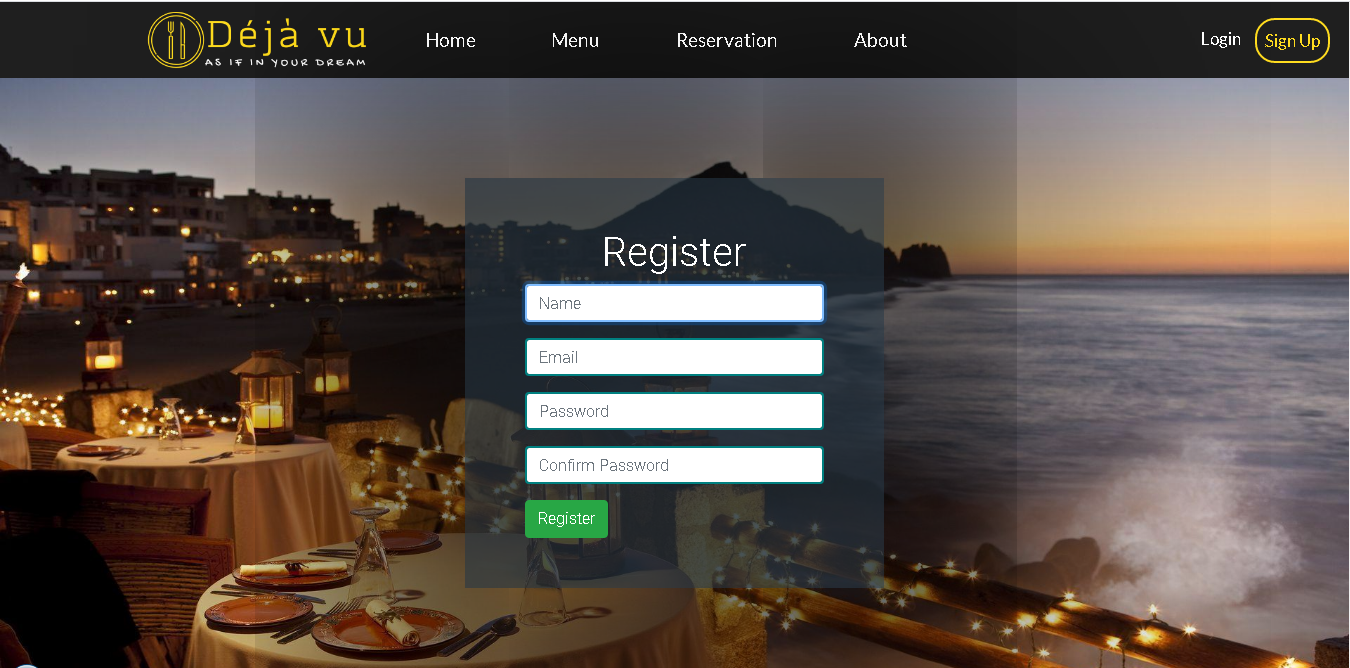 Déjà vu
AS IF IN YOUR DREAM
Home
Menu
Reservation
About
Login
Sign Up
Register
Name
Email
Password
Confirm Password
Register